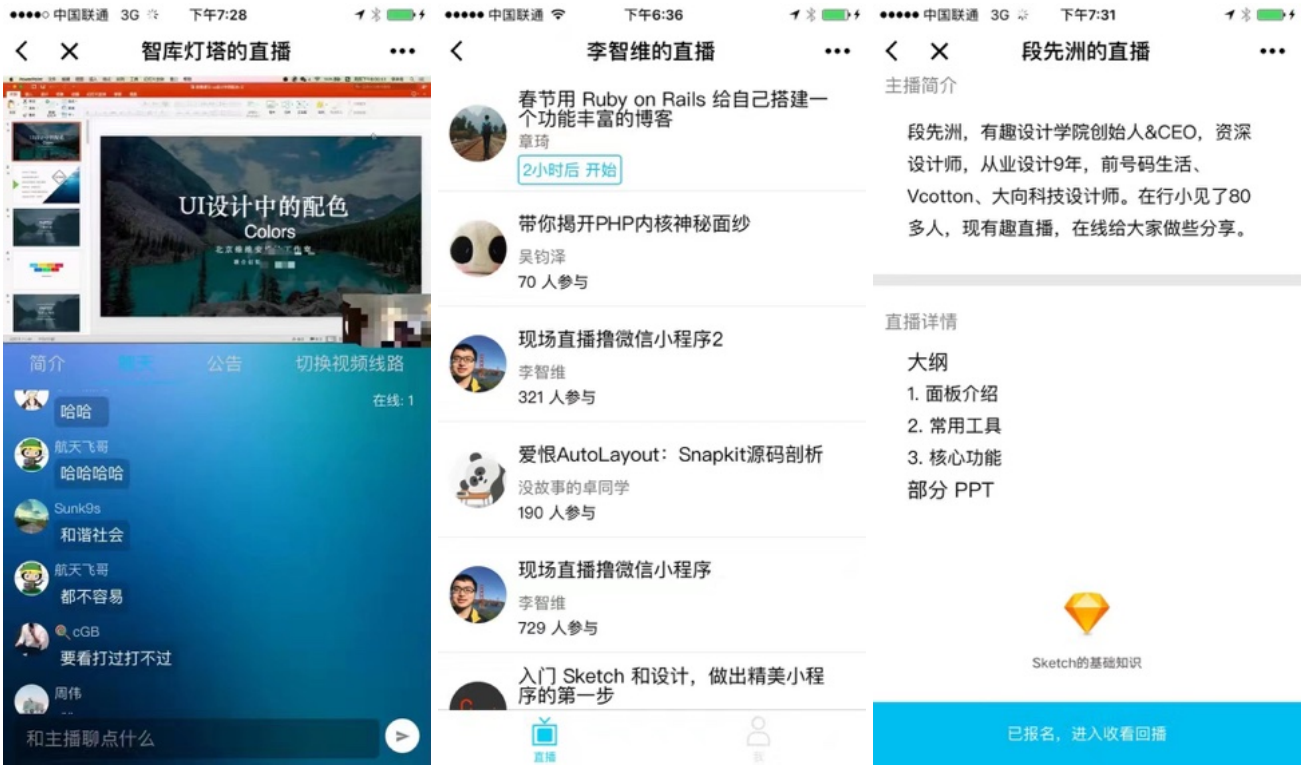 中国联通 3G 下午7:28
智库灯塔的直播
UI设计中的配色
Colors
简介
聊天
公告
切换视频线路
在线: 1
哈哈
航天飞哥
哈哈哈哈
Sunk9s
和谐社会
航天飞哥
都不容易
cGB
要看打过打不过
周伟
和主播聊点什么
中国联通 下午6:36
李智维的直播
春节用 Ruby on Rails 给自己搭建一
个功能丰富的博客
章琦
2小时后 开始
带你揭开PHP内核神秘面纱
吴钧泽
70 人参与
现场直播撸微信小程序2
李智维
321 人参与
爱恨AutoLayout：Snapkit源码剖析
没故事的卓同学
190 人参与
现场直播撸微信小程序
李智维
729 人参与
入门 Sketch 和设计，做出精美小程
序的第一步
直播
我
中国联通 3G 下午7:31
段先洲的直播
主播简介
段先洲，有趣设计学院创始人&CEO，资深
设计师，从业设计9年，前号码生活、
Vcotton、大向科技设计师。在行小见了80
多人，现有趣直播，在线给大家做些分享。
直播详情
大纲
1. 面板介绍
2. 常用工具
3. 核心功能
部分 PPT
Sketch的基础知识
已报名，进入收看回播